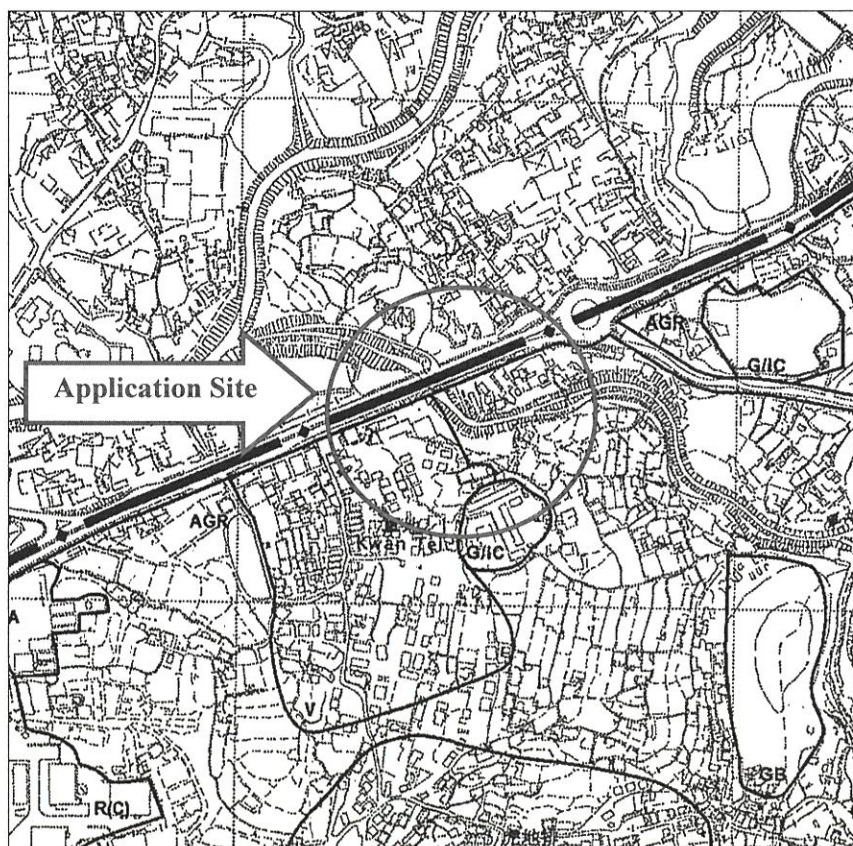 AGR
G/IC
Application Site
AGR
Kwan Tei
G/IC
A
V
GB
R(C)